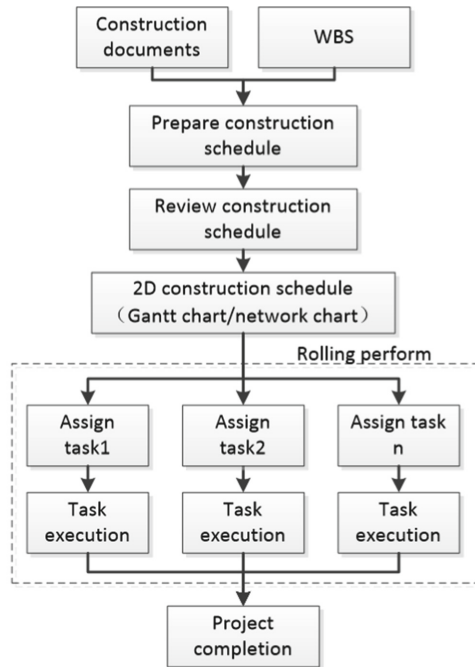 Construction
documents
WBS
Prepare construction
schedule
Review construction
schedule
2D construction schedule
（Gantt chart/network chart）
Rolling perform
Assign
task1
Assign
task2
Assign task
n
Task
execution
Task
execution
Task
execution
Project
completion